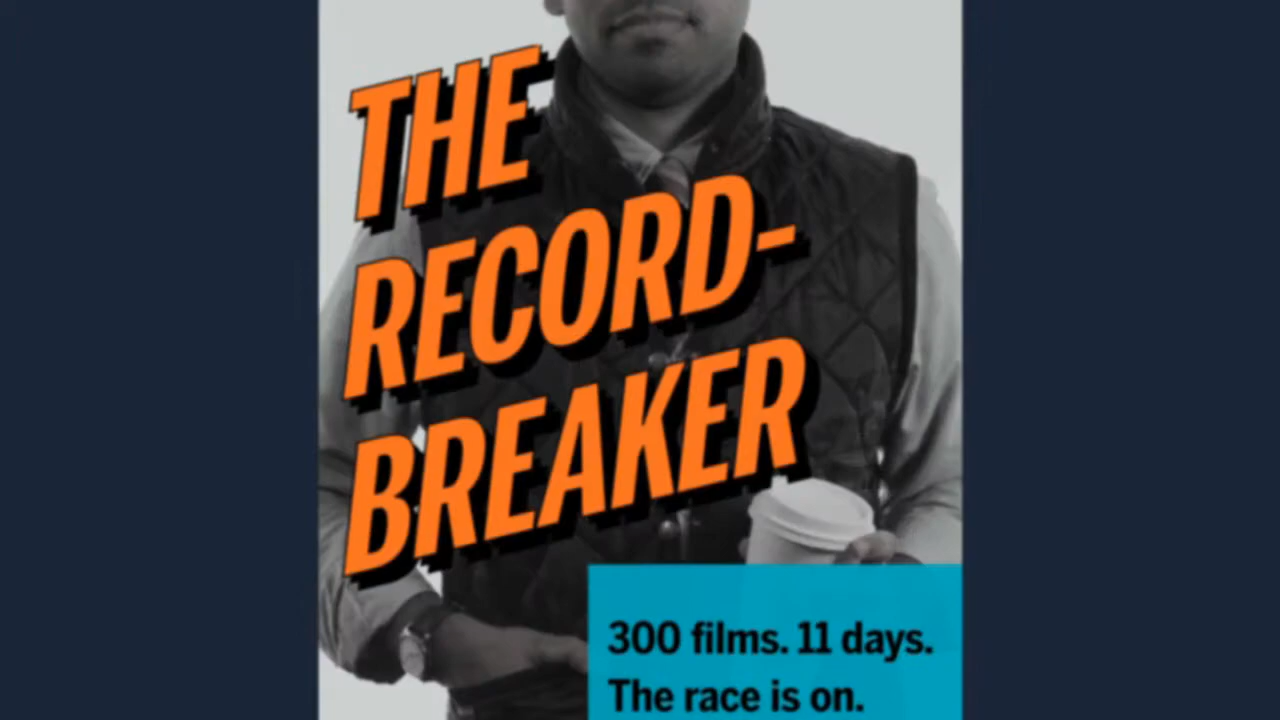 THE
RECORD-
BREAKER
300 films. 11 days.
The race is on.